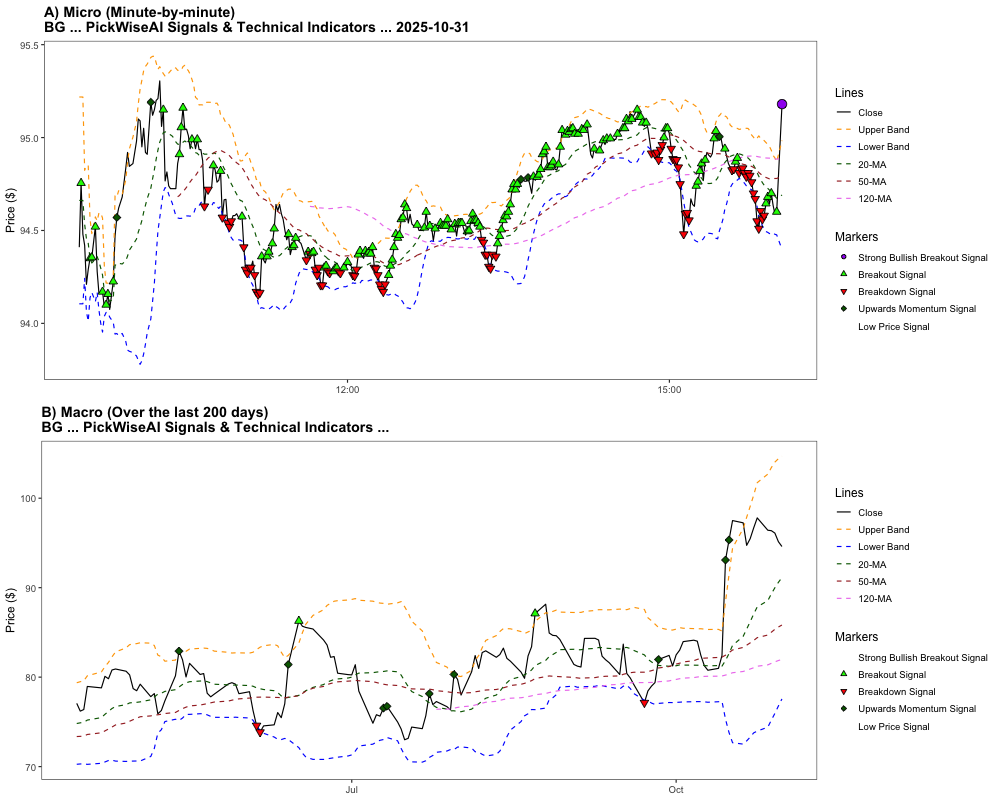 A) Micro (Minute-by-minute)
BG ... PickWiseAI Signals & Technical Indicators ... 2025-10-31
95.5
95.0
94.5
94.0
Price ($)
12:00
15:00
Lines
Close
Upper Band
Lower Band
20-MA
50-MA
120-MA
Markers
Strong Bullish Breakout Signal
Breakout Signal
Breakdown Signal
Upwards Momentum Signal
Low Price Signal
B) Macro (Over the last 200 days)
BG ... PickWiseAI Signals & Technical Indicators ...
100
90
80
70
Price ($)
Jul
Oct
Lines
Close
Upper Band
Lower Band
20-MA
50-MA
120-MA
Markers
Strong Bullish Breakout Signal
Breakout Signal
Breakdown Signal
Upwards Momentum Signal
Low Price Signal